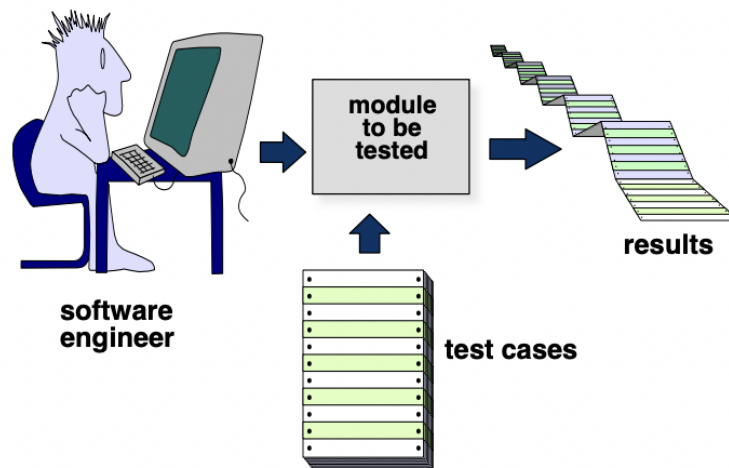 module
to be
tested
results
software
engineer
test cases